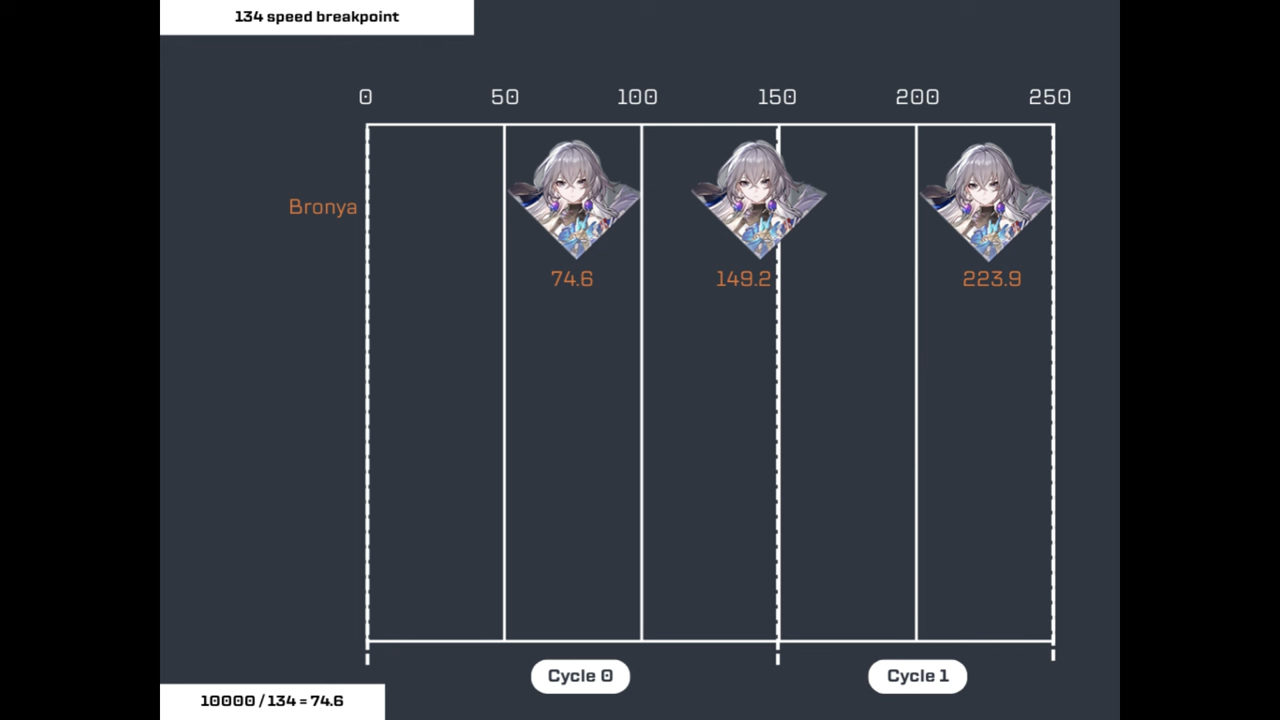 134 speed breakpoint
0 50 100 150 200 250
Bronya
74.6 149.2 223.9
Cycle 0 Cycle 1
10000 / 134 = 74.6